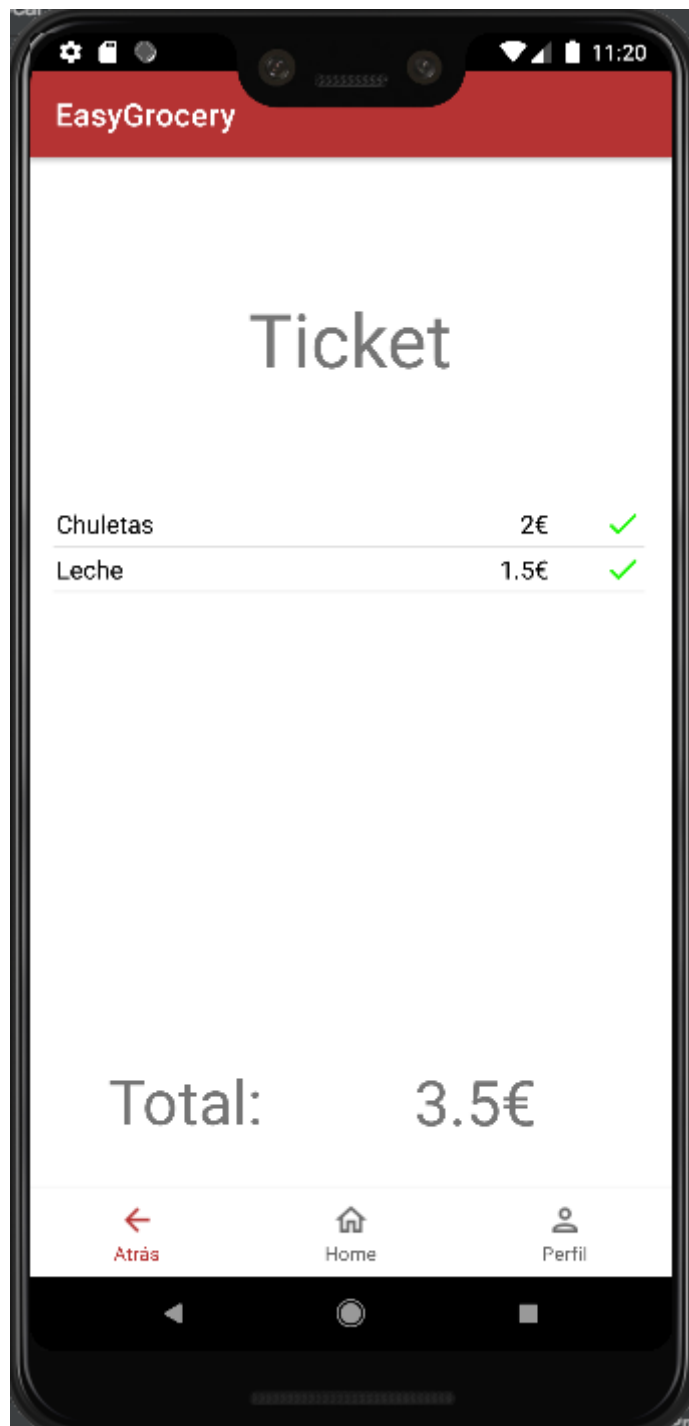 11:20
EasyGrocery
Ticket
Chuletas 2€
Leche 1.5€
Total: 3.5€
Atrás Home Perfil